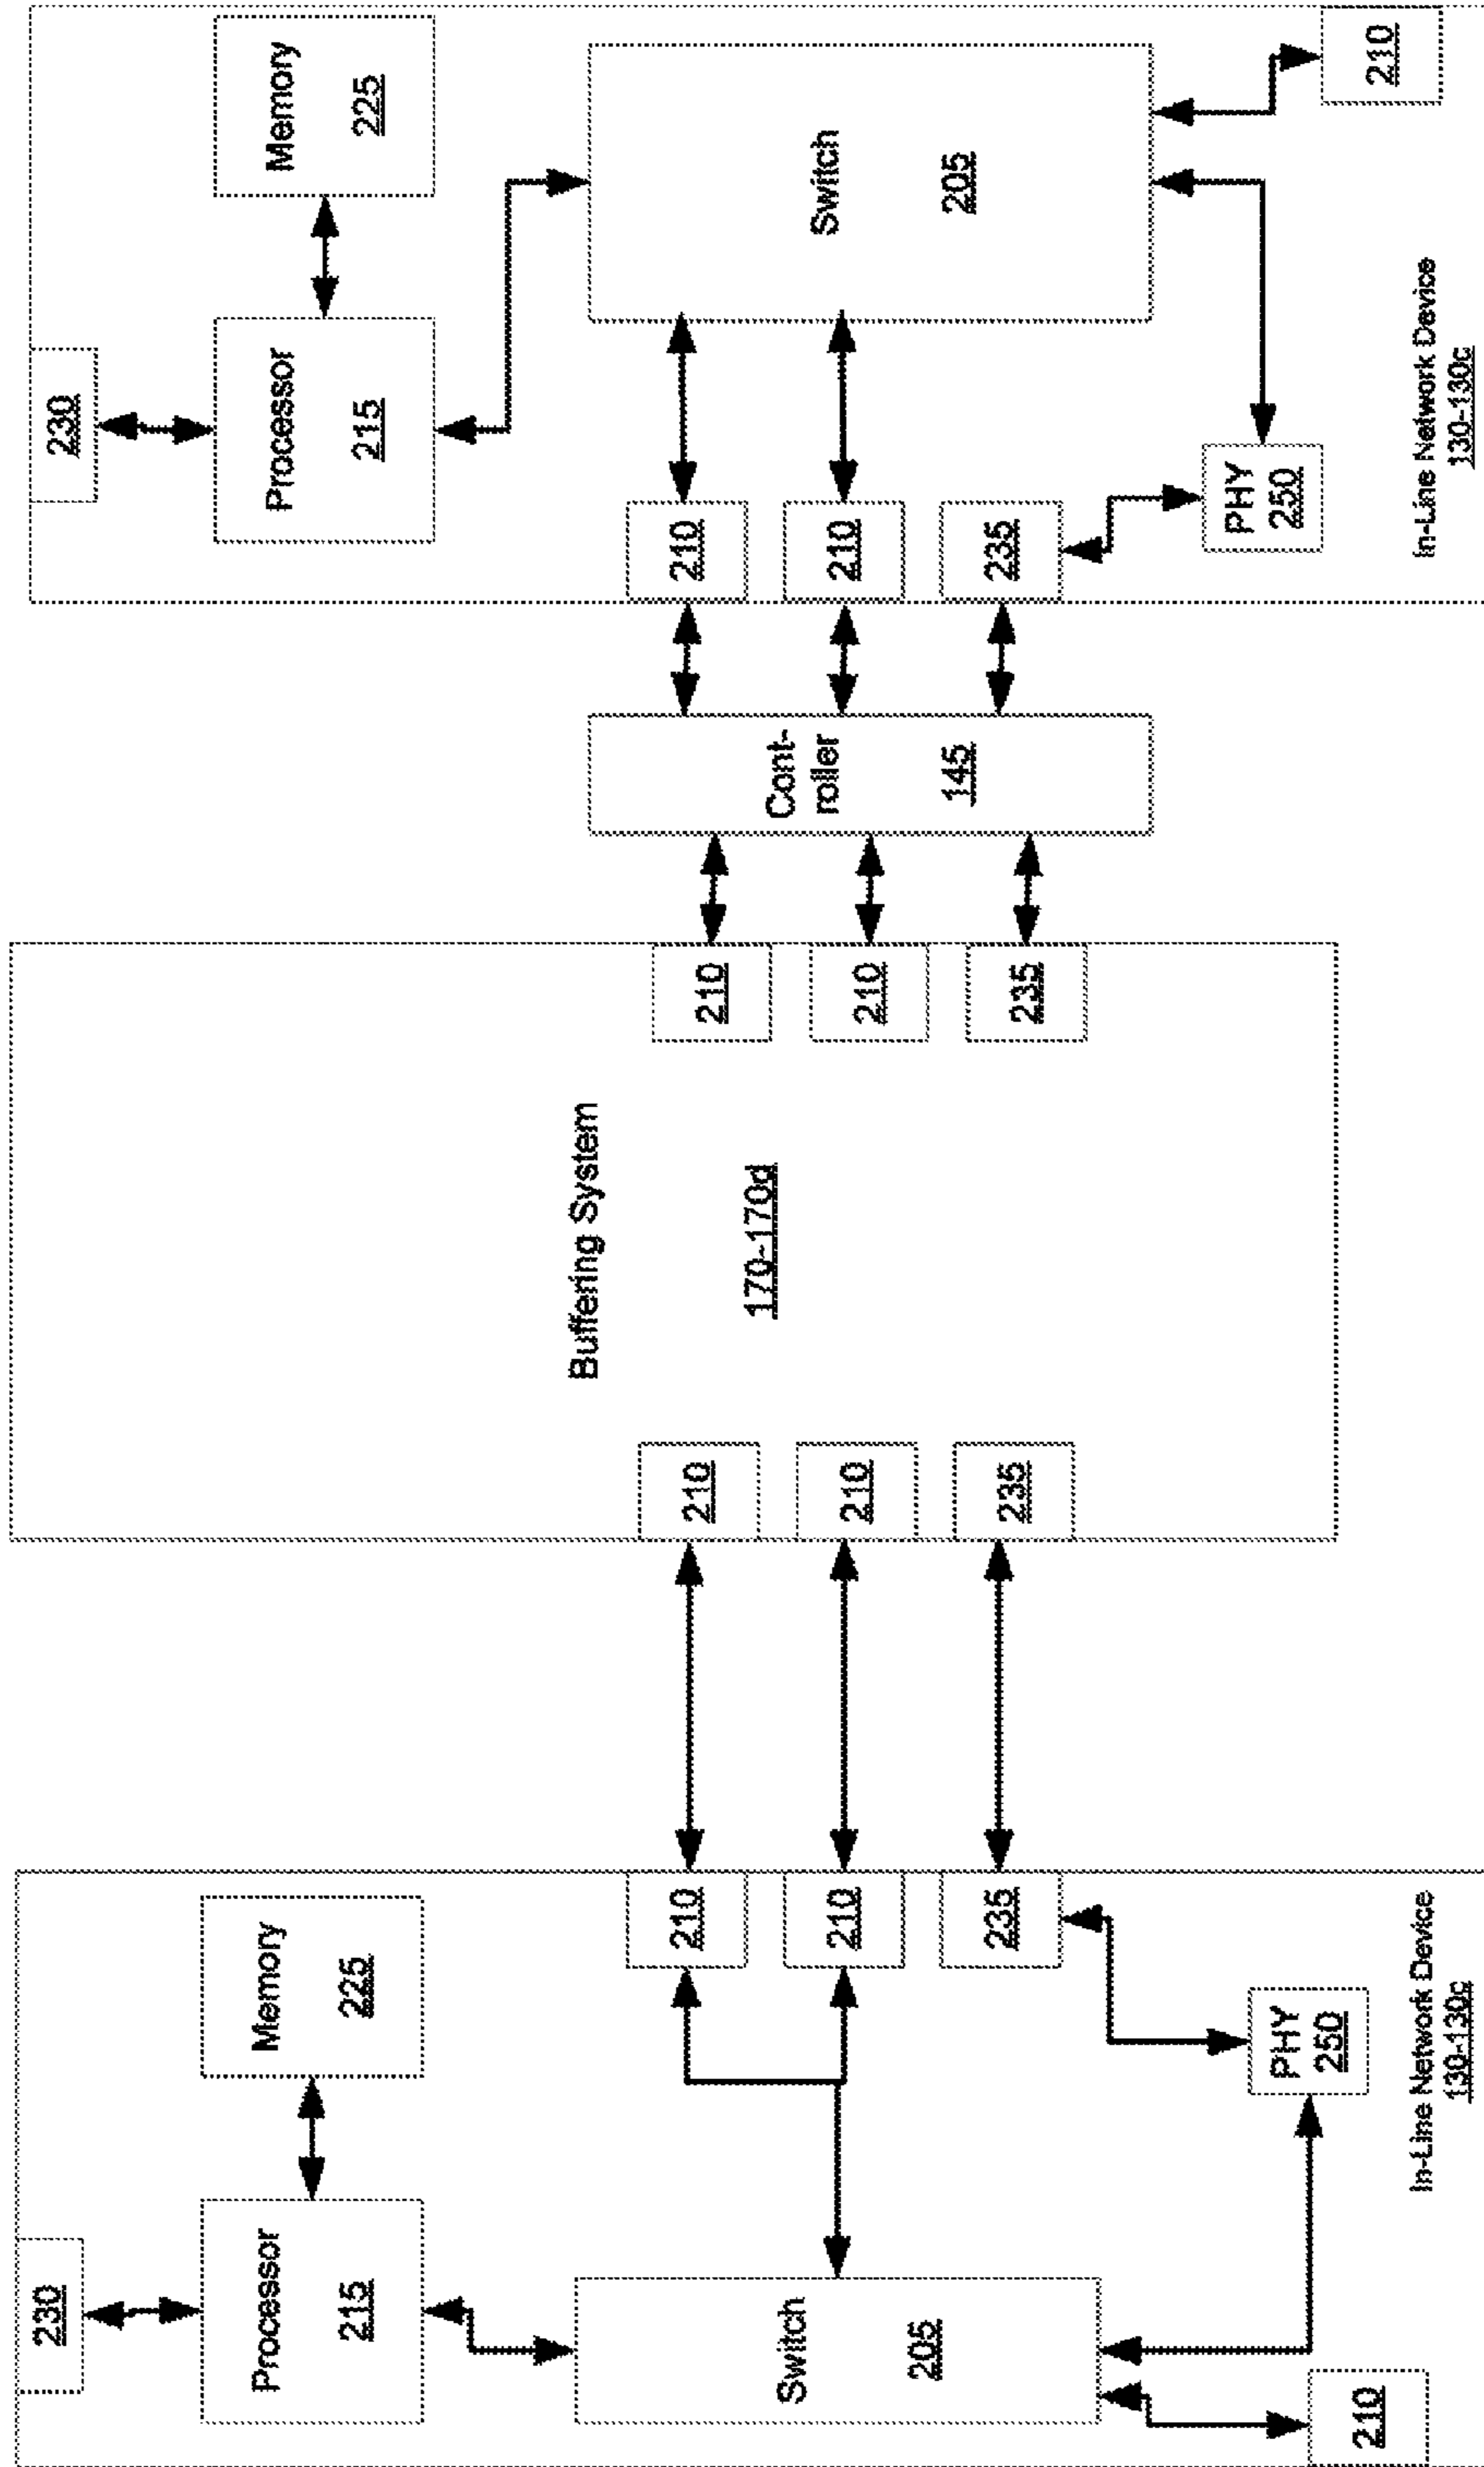 230
Processor
215
Memory
225
Switch
205
210
210
235
PHY
250
210
In-Line Network Device
130-130c
Buffering System
170-170d
210
210
235
210
210
235
Cont-
roller
145
230
Processor
215
Memory
225
210
210
235
Switch
205
PHY
250
210
In-Line Network Device
130-130c